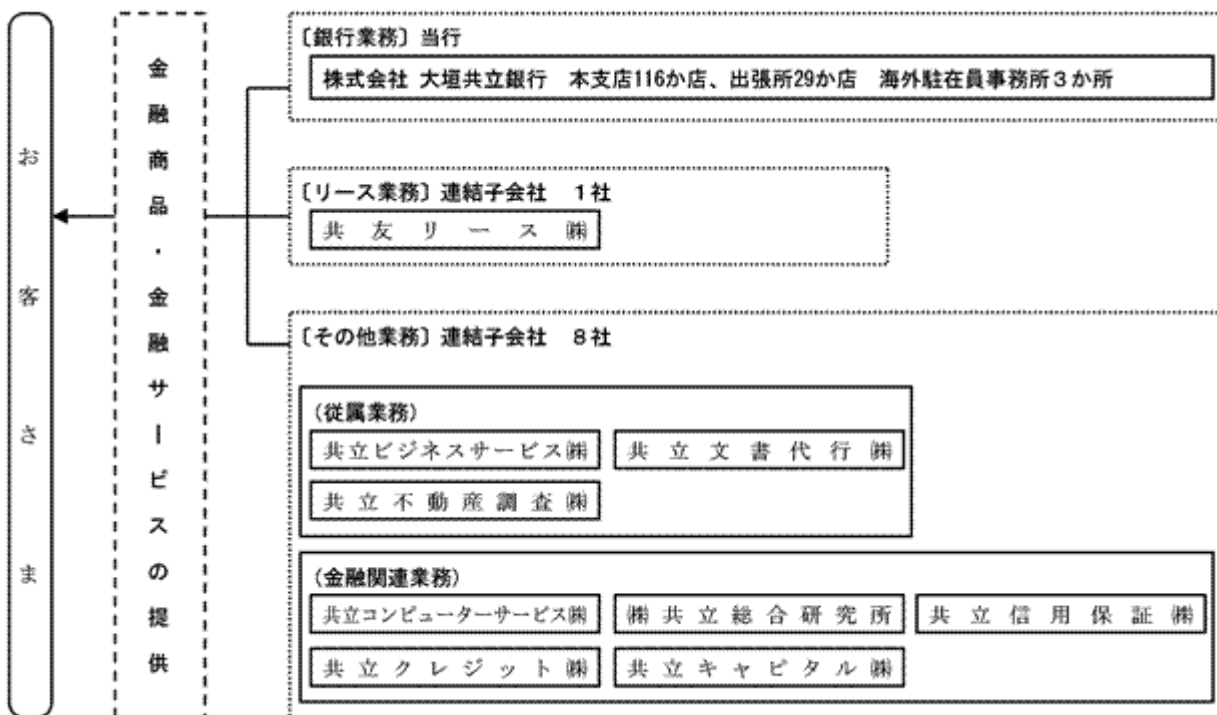 お客さま
金融商品・金融サービスの提供
〔銀行業務〕当行
株式会社 大垣共立銀行 本支店116か店、出張所29か店 海外駐在員事務所3か所
〔リース業務〕連結子会社 1社
共友リース㈱
〔その他業務〕連結子会社 8社
(従属業務)
共立ビジネスサービス㈱ 共立文書代行㈱
共立不動産調査㈱
(金融関連業務)
共立コンピューターサービス㈱ ㈱共立総合研究所 共立信用保証㈱
共立クレジット㈱ 共立キャピタル㈱